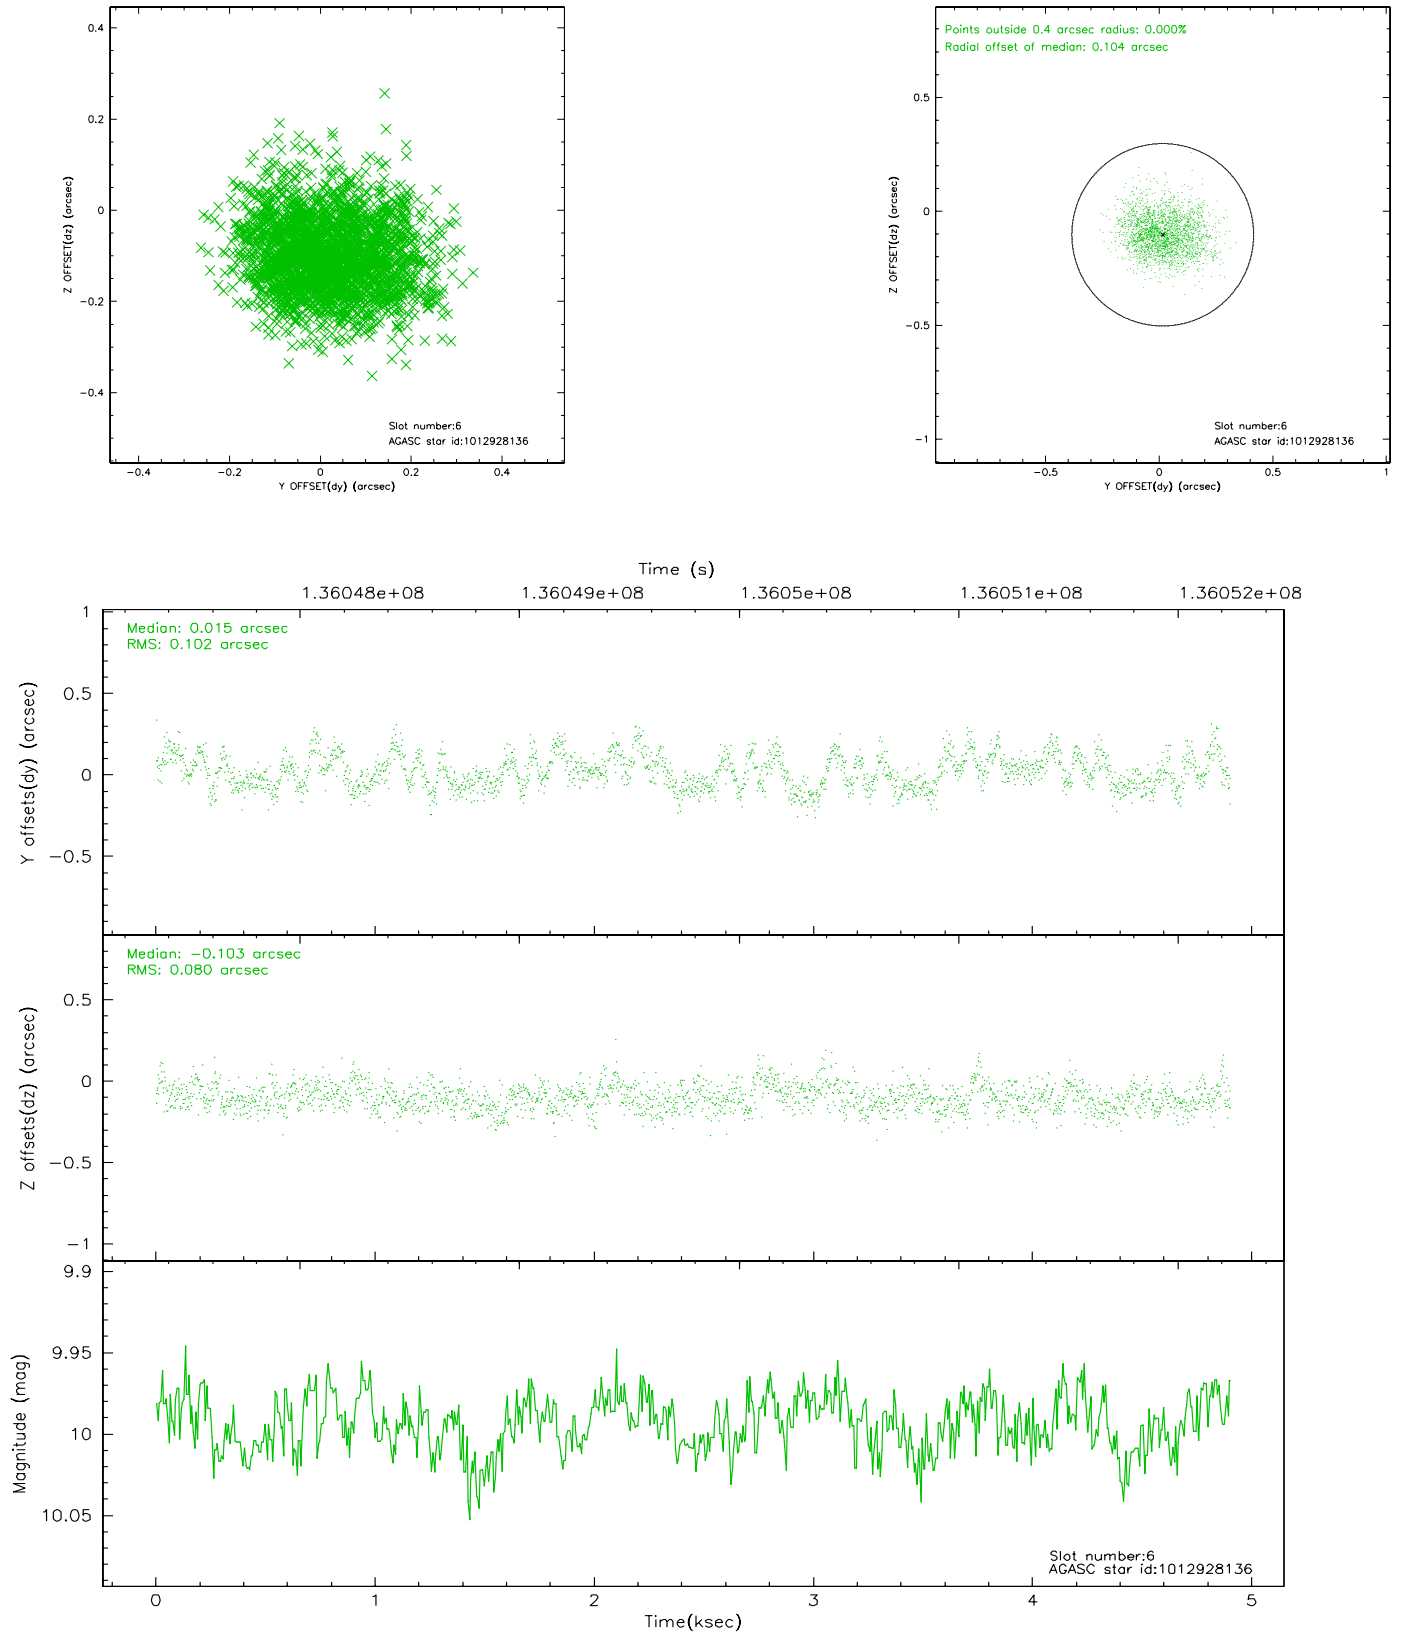 0.4
0.2
0
−0.2
−0.4
Z OFFSET(dz) (arcsec)
−0.4
−0.2
0
0.2
0.4
Y OFFSET(dy) (arcsec)
Slot number:6
AGASC star id:1012928136
Points outside 0.4 arcsec radius: 0.000%
Radial offset of median: 0.104 arcsec
0.5
0
−0.5
−1
Z OFFSET(dz) (arcsec)
−0.5
0
0.5
1
Y OFFSET(dy) (arcsec)
Slot number:6
AGASC star id:1012928136
Time (s)
1.36048e+08
1.36049e+08
1.3605e+08
1.36051e+08
1.36052e+08
Median: 0.015 arcsec
RMS: 0.102 arcsec
1
0.5
0
−0.5
Y offsets(dy) (arcsec)
Median: −0.103 arcsec
RMS: 0.080 arcsec
0.5
0
−0.5
−1
Z offsets(dz) (arcsec)
9.9
9.95
10
10.05
Magnitude (mag)
Slot number:6
AGASC star id:1012928136
0
1
2
3
4
5
Time(ksec)